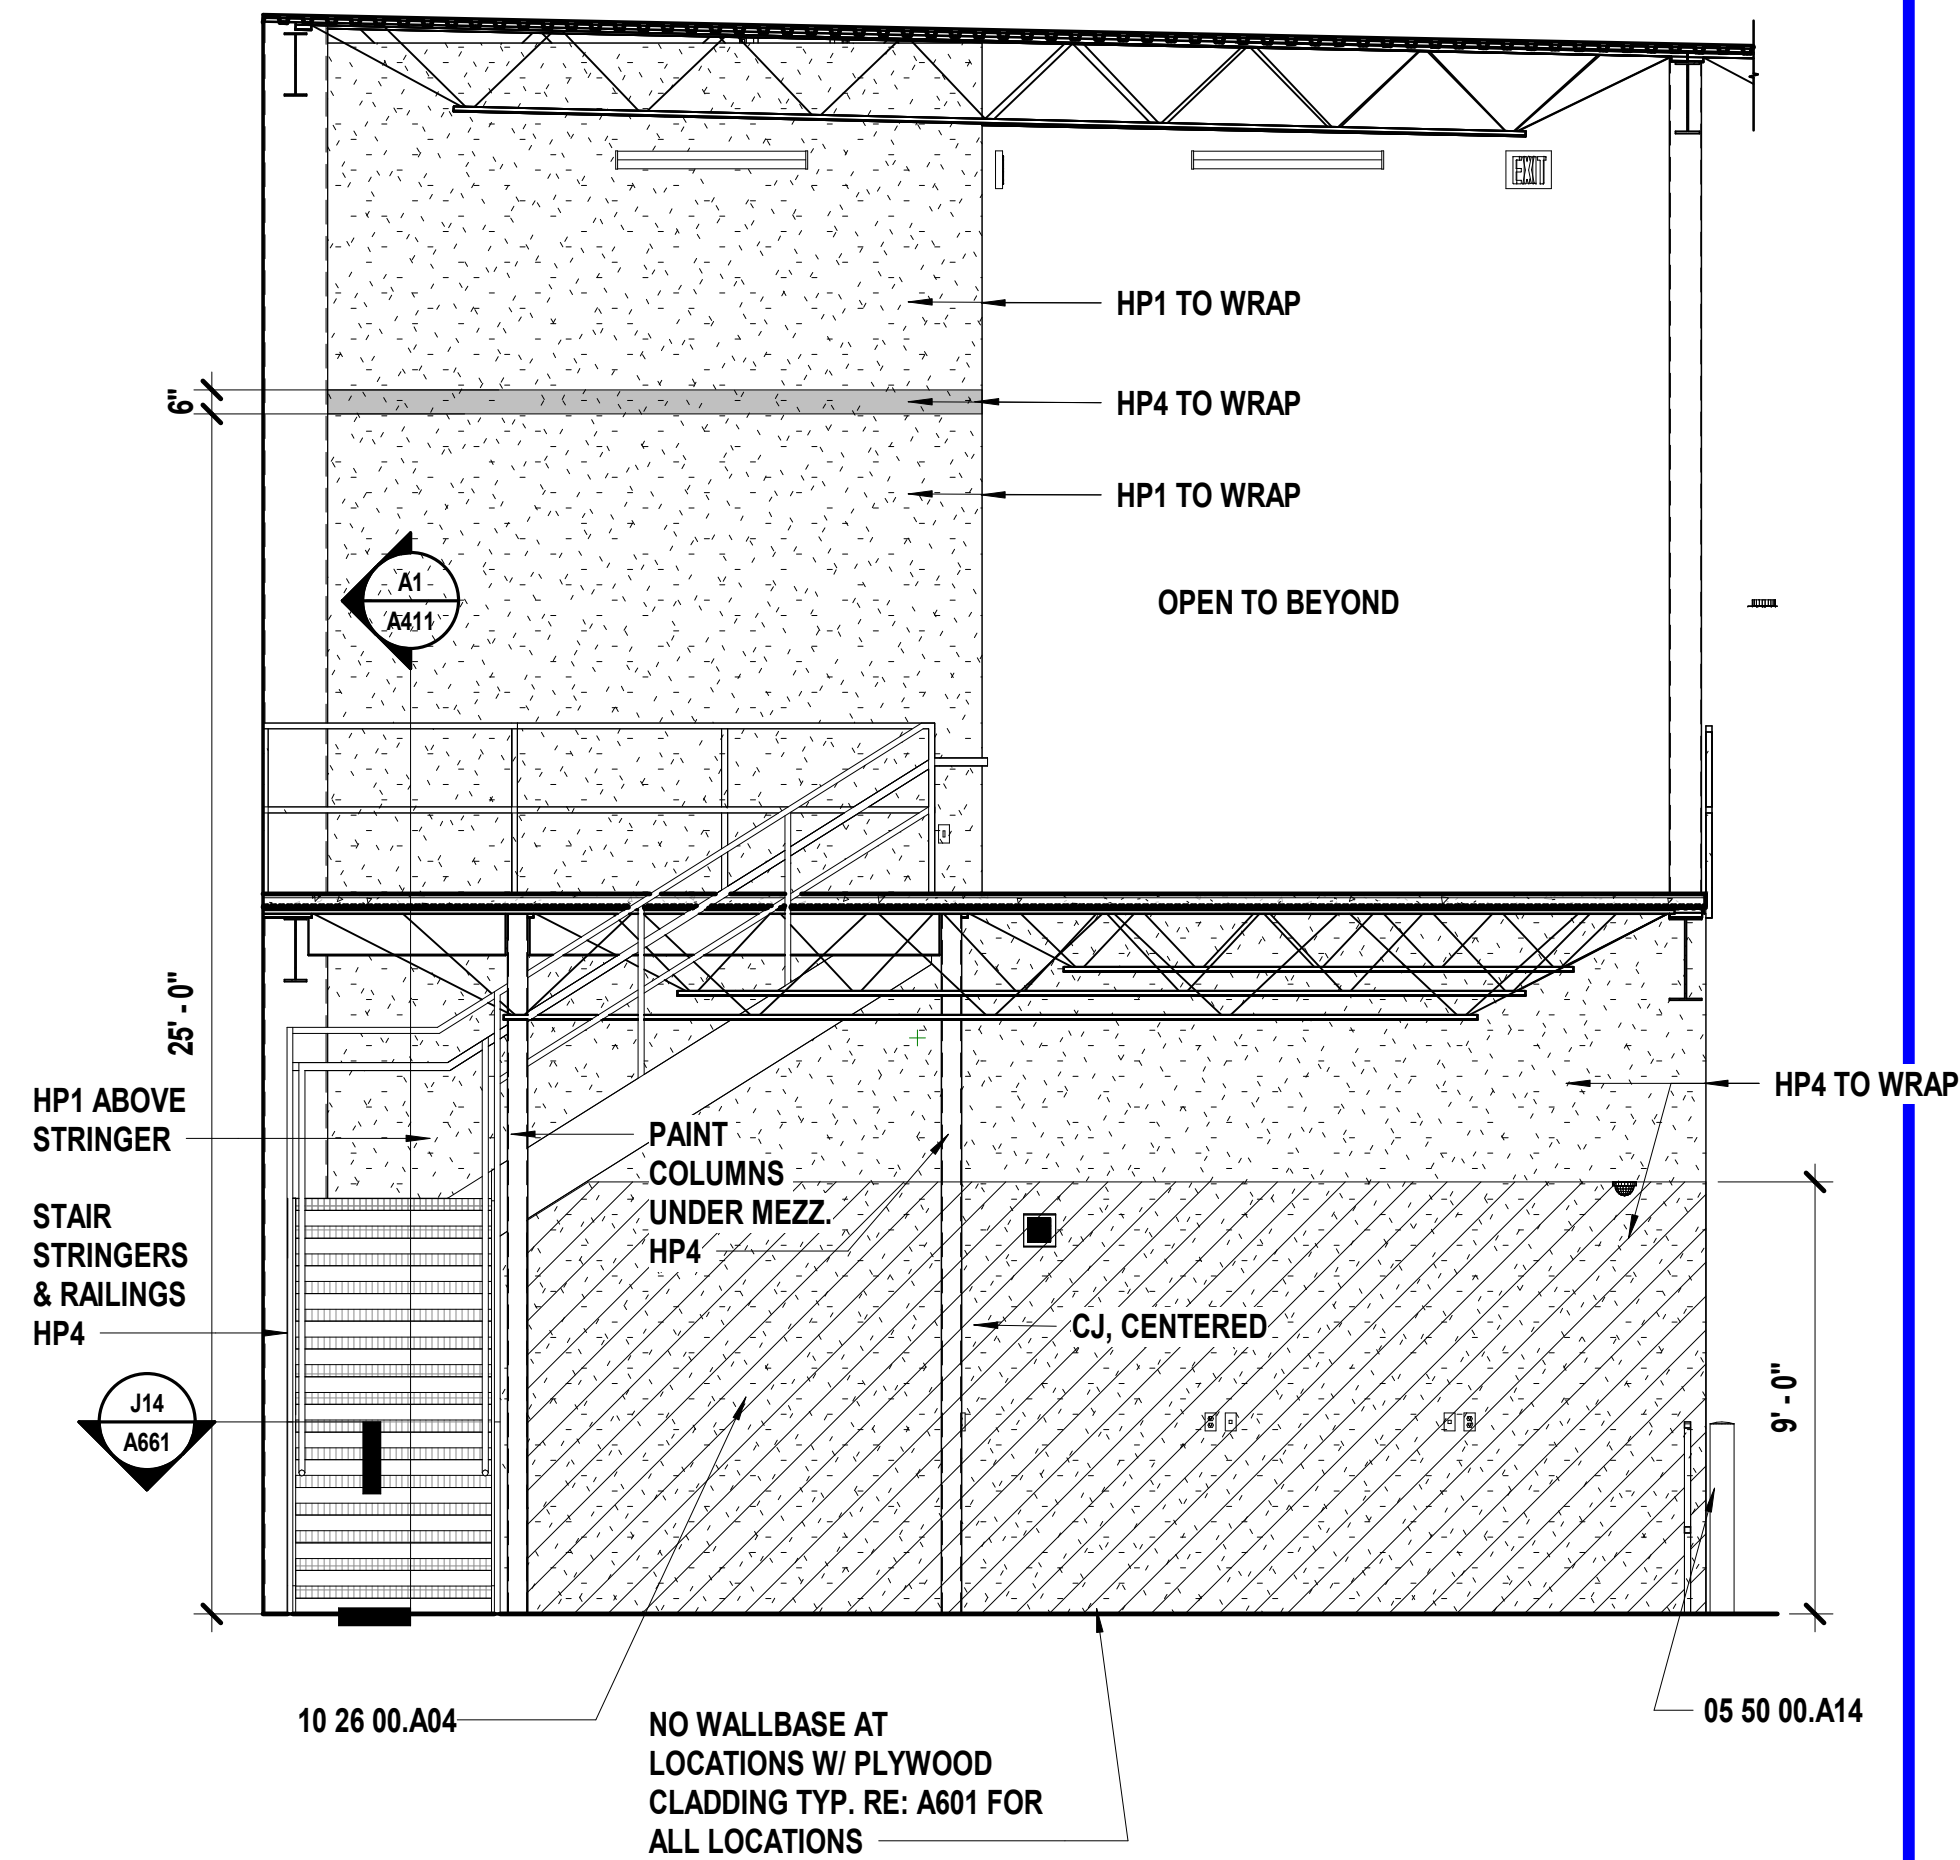 EXIT
HP1 TO WRAP
6"
HP4 TO WRAP
HP1 TO WRAP
A1
A411
OPEN TO BEYOND
25' - 0"
HP1 ABOVE
STRINGER
PAINT
COLUMNS
UNDER MEZZ.
HP4
HP4 TO WRAP
STAIR
STRINGERS
& RAILINGS
HP4
CJ, CENTERED
9' - 0"
J14
A661
10 26 00.A04
NO WALLBASE AT
LOCATIONS W/ PLYWOOD
CLADDING TYP. RE: A601 FOR
ALL LOCATIONS
05 50 00.A14